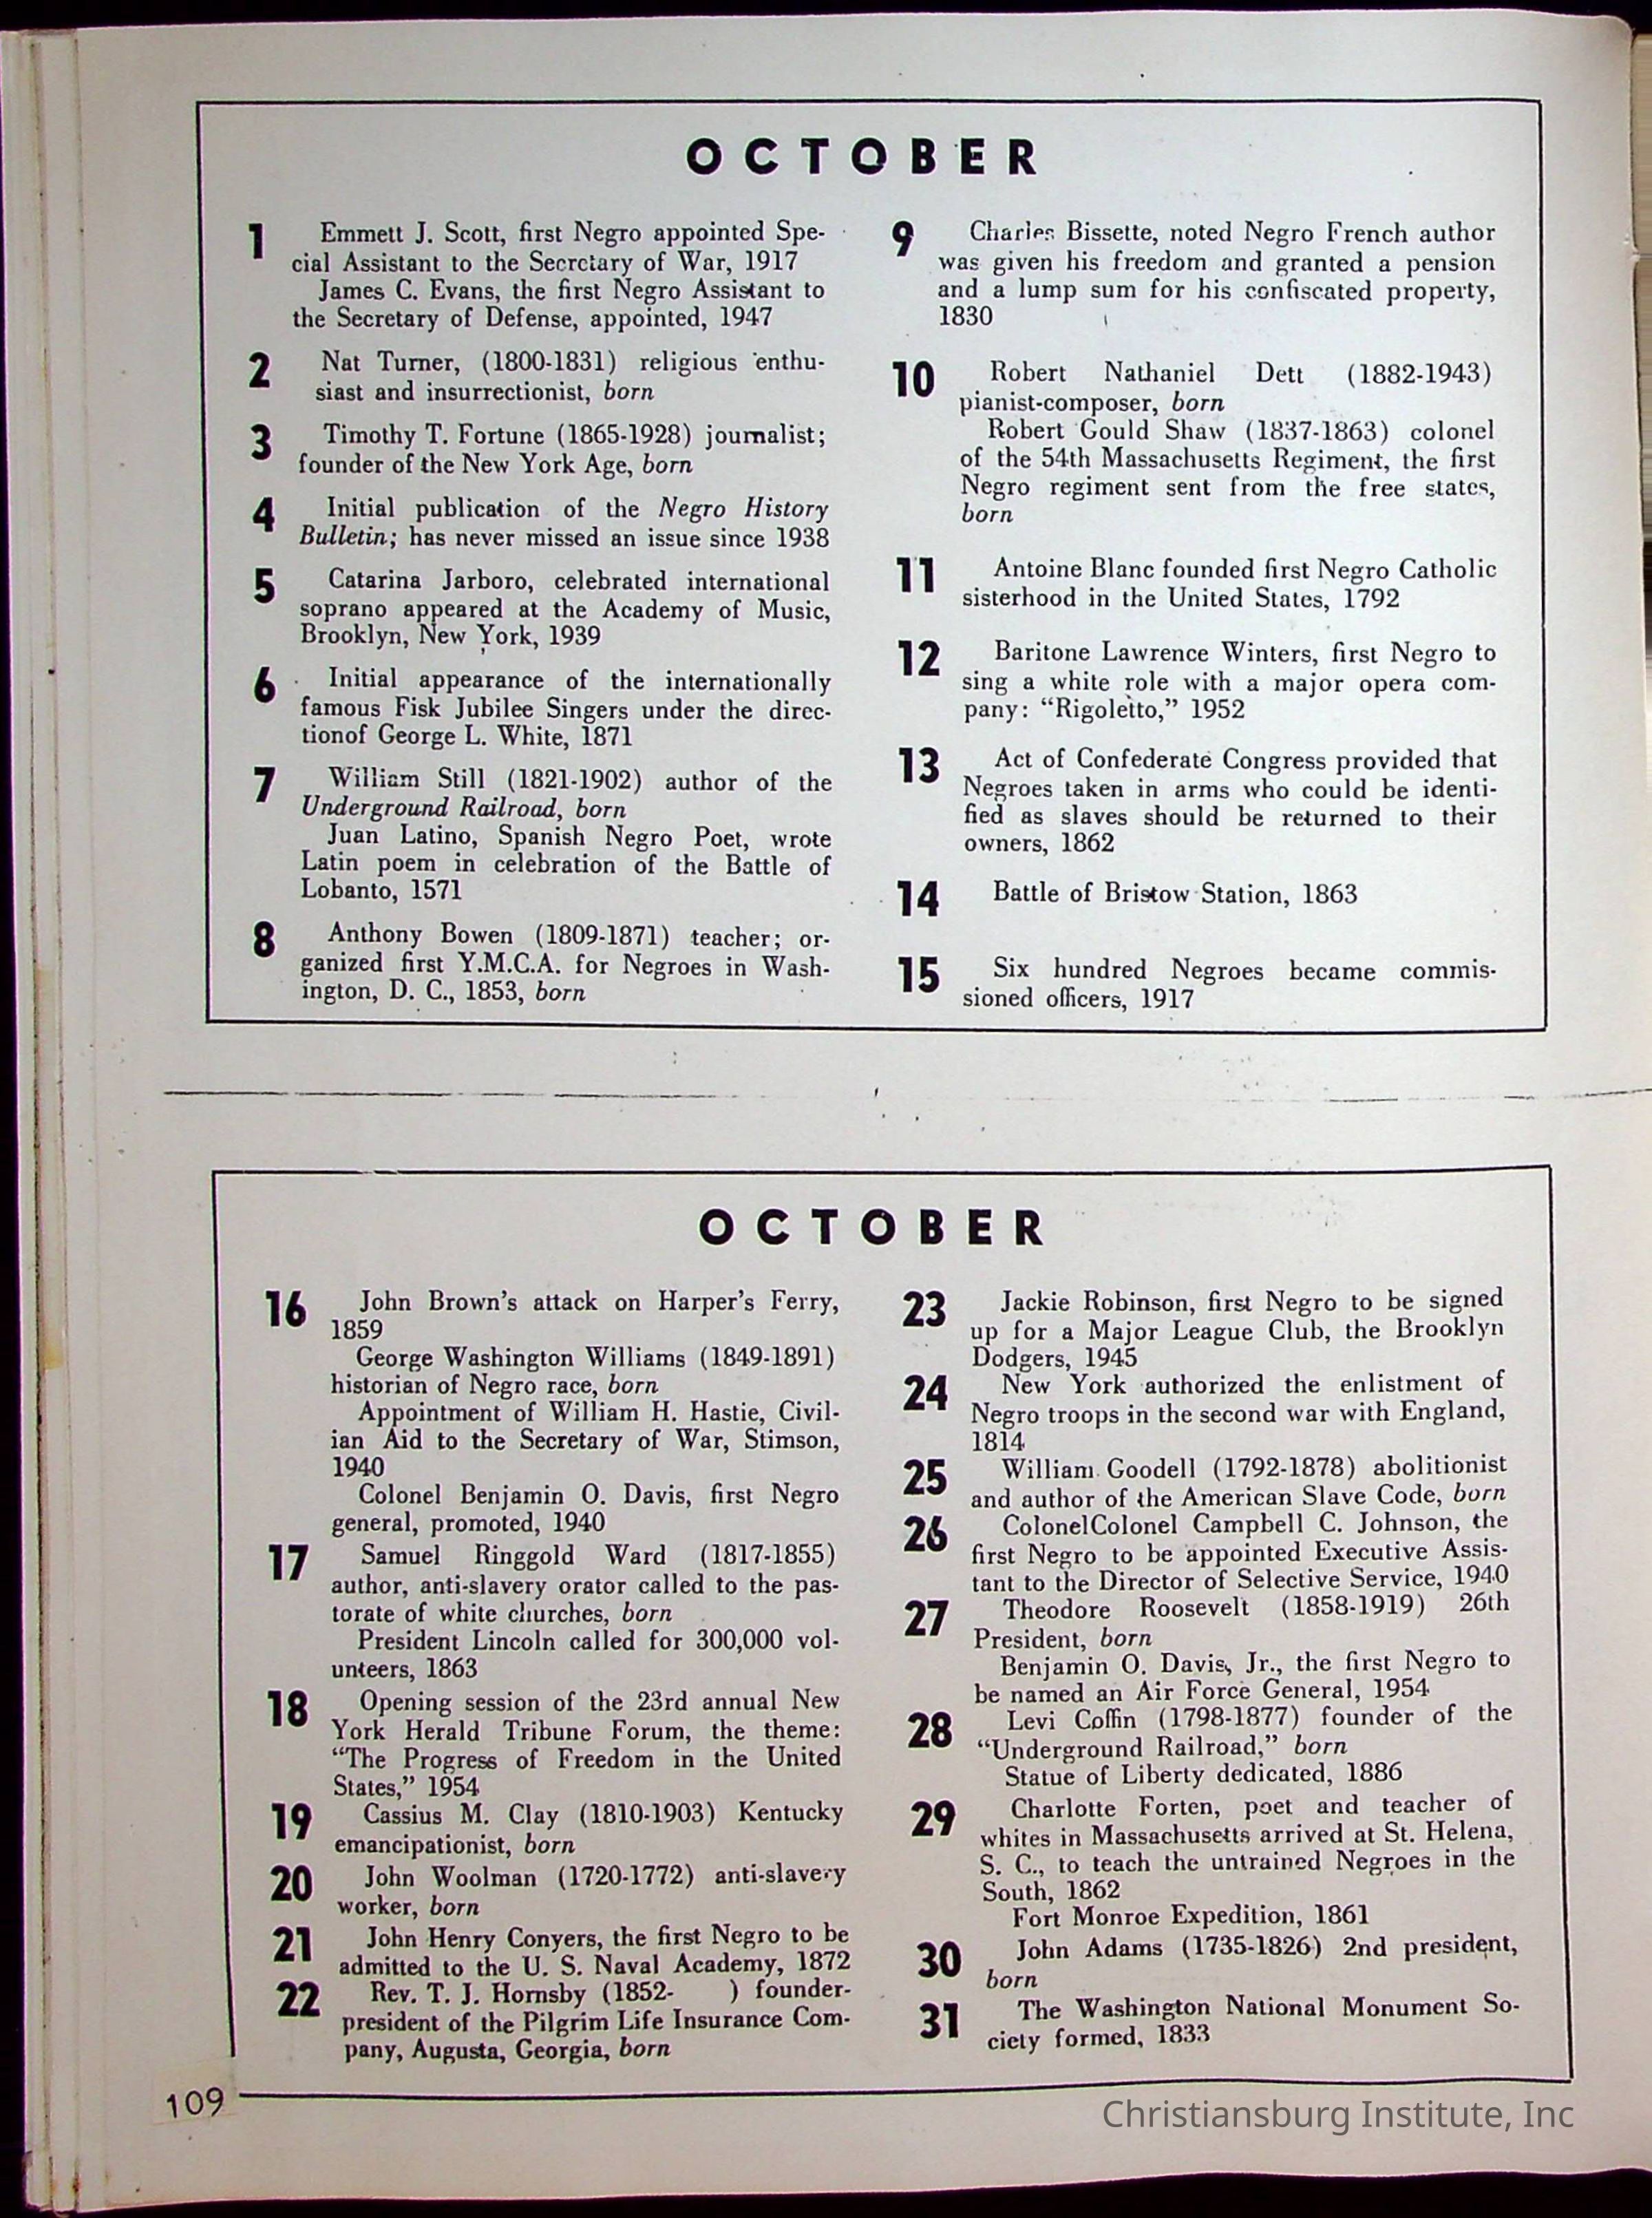 OCTOBER
1 Emmett J. Scott, first Negro appointed Spe-
cial Assistant to the Secretary of War, 1917
James C. Evans, the first Negro Assistant to
the Secretary of Defense, appointed, 1947
2 Nat Turner, (1800-1831) religious enthu-
siast and insurrectionist, born
3 Timothy T. Fortune (1865-1928) journalist;
founder of the New York Age, born
4 Initial publication of the Negro History
Bulletin; has never missed an issue since 1938
5 Catarina Jarboro, celebrated international
soprano appeared at the Academy of Music,
Brooklyn, New York, 1939
6 Initial appearance of the internationally
famous Fisk Jubilee Singers under the direc-
tionof George L. White, 1871
7 William Still (1821-1902) author of the
Underground Railroad, born
Juan Latino, Spanish Negro Poet, wrote
Latin poem in celebration of the Battle of
Lobanto, 1571
8 Anthony Bowen (1809-1871) teacher; or-
ganized first Y.M.C.A. for Negroes in Wash-
ington, D. C., 1853, born
9 Charles Bissette, noted Negro French author
was given his freedom and granted a pension
and a lump sum for his confiscated property,
1830
10 Robert Nathaniel Dett (1882-1943)
pianist-composer, born
Robert Gould Shaw (1837-1863) colonel
of the 54th Massachusetts Regiment, the first
Negro regiment sent from the free states,
born
11 Antoine Blanc founded first Negro Catholic
sisterhood in the United States, 1792
12 Baritone Lawrence Winters, first Negro to
sing a white role with a major opera com-
pany: “Rigoletto,” 1952
13 Act of Confederate Congress provided that
Negroes taken in arms who could be identi-
fied as slaves should be returned to their
owners, 1862
14 Battle of Bristow Station, 1863
15 Six hundred Negroes became commis-
sioned officers, 1917
OCTOBER
16 John Brown’s attack on Harper’s Ferry,
1859
George Washington Williams (1849-1891)
historian of Negro race, born
Appointment of William H. Hastie, Civil-
ian Aid to the Secretary of War, Stimson,
1940
Colonel Benjamin O. Davis, first Negro
general, promoted, 1940
17 Samuel Ringgold Ward (1817-1855)
author, anti-slavery orator called to the pas-
torate of white churches, born
President Lincoln called for 300,000 vol-
unteers, 1863
18 Opening session of the 23rd annual New
York Herald Tribune Forum, the theme:
“The Progress of Freedom in the United
States,” 1954
19 Cassius M. Clay (1810-1903) Kentucky
emancipationist, born
20 John Woolman (1720-1772) anti-slavery
worker, born
21 John Henry Conyers, the first Negro to be
admitted to the U. S. Naval Academy, 1872
22 Rev. T. J. Hornsby (1852- ) founder-
president of the Pilgrim Life Insurance Com-
pany, Augusta, Georgia, born
23 Jackie Robinson, first Negro to be signed
up for a Major League Club, the Brooklyn
Dodgers, 1945
24 New York authorized the enlistment of
Negro troops in the second war with England,
1814
25 William Goodell (1792-1878) abolitionist
and author of the American Slave Code, born
26 ColonelColonel Campbell C. Johnson, the
first Negro to be appointed Executive Assis-
tant to the Director of Selective Service, 1940
27 Theodore Roosevelt (1858-1919) 26th
President, born
Benjamin O. Davis, Jr., the first Negro to
be named an Air Force General, 1954
28 Levi Coffin (1798-1877) founder of the
“Underground Railroad,” born
Statue of Liberty dedicated, 1886
29 Charlotte Forten, poet and teacher of
whites in Massachusetts arrived at St. Helena,
S. C., to teach the untrained Negroes in the
South, 1862
Fort Monroe Expedition, 1861
30 John Adams (1735-1826) 2nd president,
born
31 The Washington National Monument So-
ciety formed, 1833
109
Christiansburg Institute, Inc